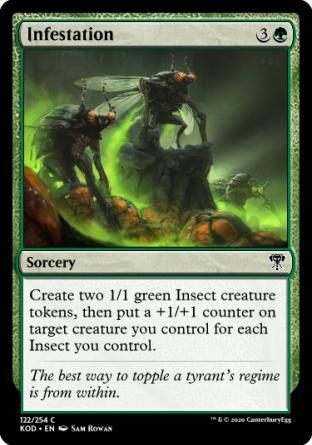 Infestation 3
Sorcery
Create two 1/1 green Insect creature
tokens, then put a +1/+1 counter on
target creature you control for each
Insect you control.
The best way to topple a tyrant's regime
is from within.
122/254 C
KOD • EN SAM ROWAN
™ & © 2020 CanterburyEgg